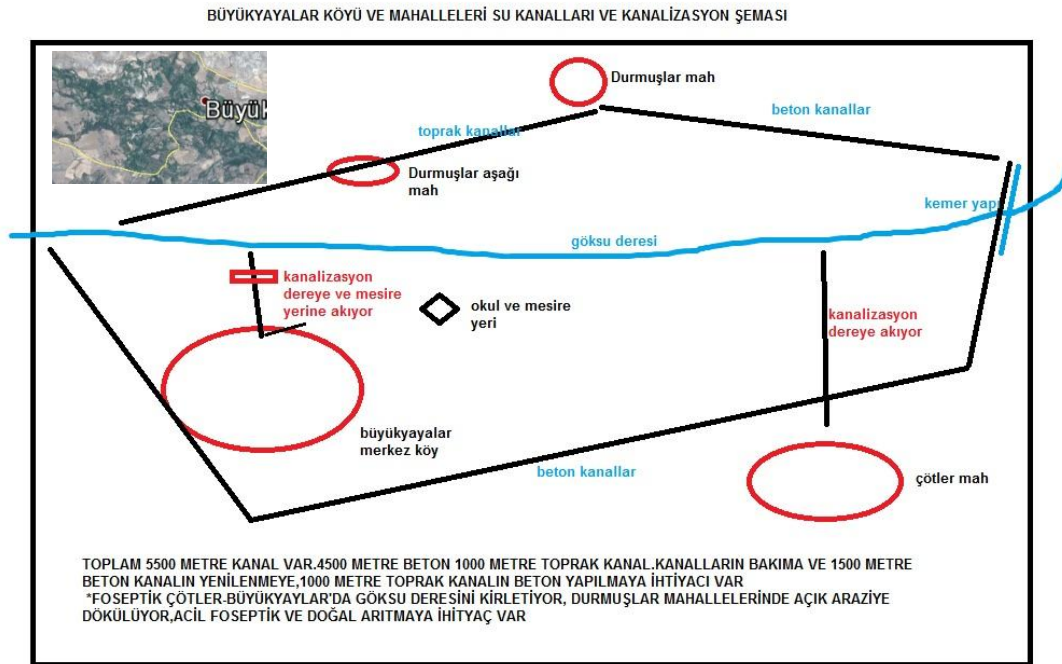 BÜYÜKYAYALAR KÖYÜ VE MAHALLELERİ SU KANALLARI VE KANALİZASYON ŞEMASI
Büyük
Durmuşlar mah
beton kanallar
toprak kanallar
Durmuşlar aşağı
mah
kemer yapı
göksu deresi
kanalizasyon
dereye ve mesire
yerine akıyor
okul ve mesire
yeri
kanalizasyon
dereye akıyor
büyükyayalar
merkez köy
beton kanallar
çötler mah
TOPLAM 5500 METRE KANAL VAR.4500 METRE BETON 1000 METRE TOPRAK KANAL.KANALLARIN BAKIMA VE 1500 METRE
BETON KANALIN YENİLENMEYE,1000 METRE TOPRAK KANALIN BETON YAPILMAYA İHTİYACI VAR
*FOSEPTİK ÇÖTLER-BÜYÜKYAYLAR'DA GÖKSU DERESİNİ KİRLETİYOR, DURMUŞLAR MAHALLELERİNDE AÇIK ARAZİYE
DÖKÜLÜYOR,ACİL FOSEPTİK VE DOĞAL ARITMAYA İHİTYAÇ VAR